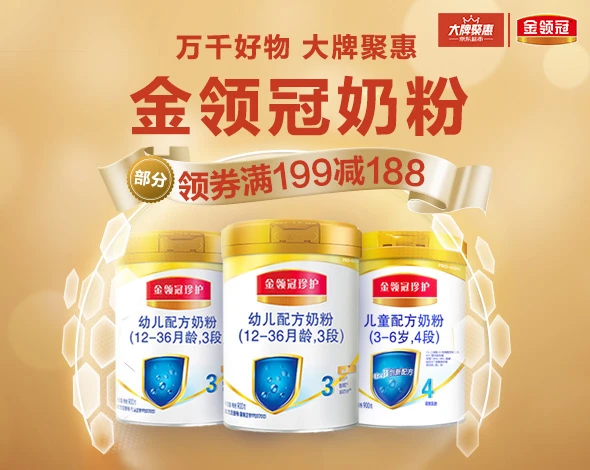 大牌聚惠
京东超市
金领冠
万千好物 大牌聚惠
金领冠奶粉
部分
领券满199减188
金领冠珍护
幼儿配方奶粉
(12-36月龄,3段)
3
金领冠珍护
幼儿配方奶粉
(12-36月龄,3段)
3
金领冠珍护
儿童配方奶粉
(3-6岁,4段)
4